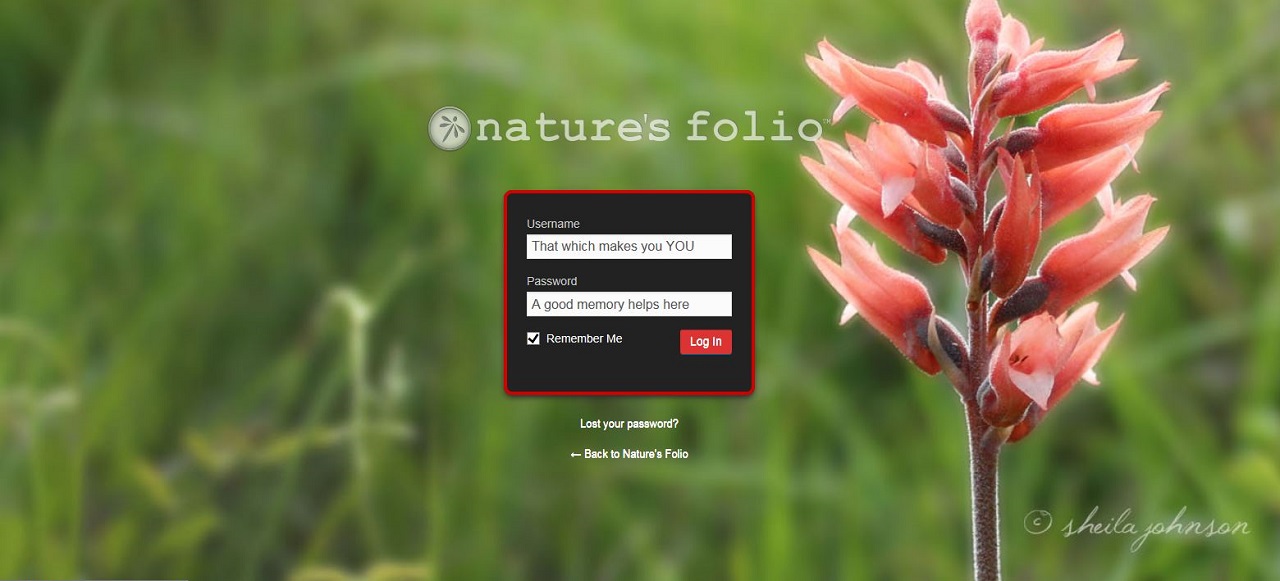 nature's folio™
Username
That which makes you YOU
Password
A good memory helps here
Remember Me
Log In
Lost your password?
← Back to Nature's Folio
© sheila johnson